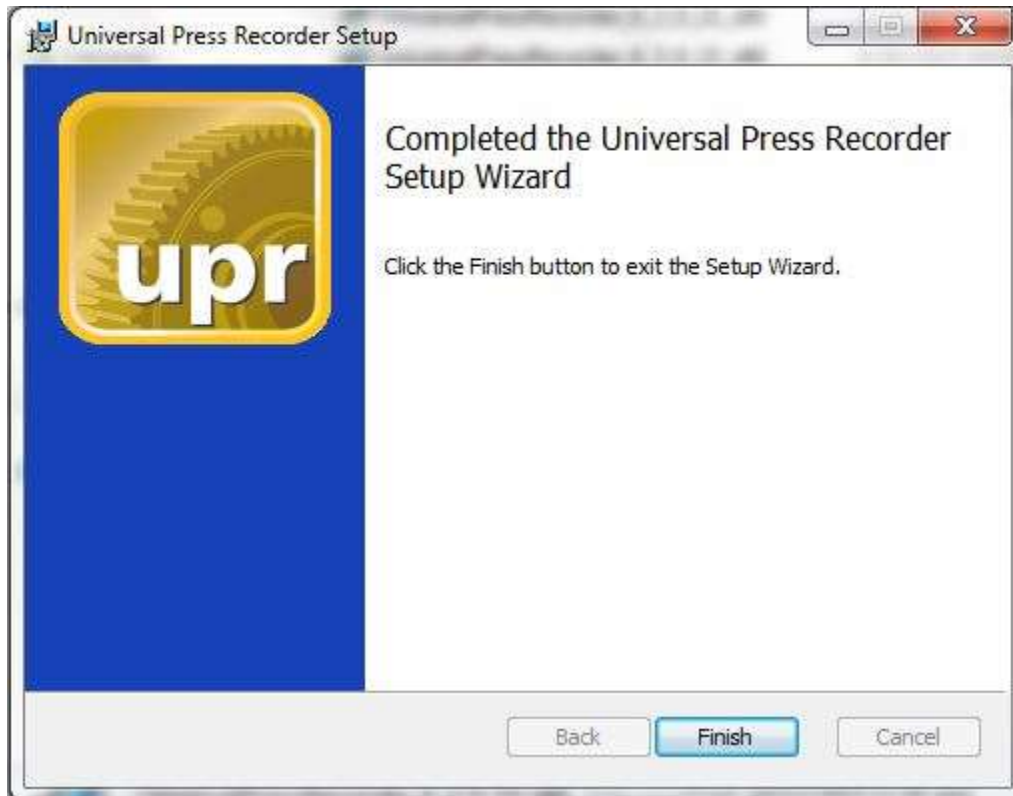 Universal Press Recorder Setup
upr
Completed the Universal Press Recorder
Setup Wizard
Click the Finish button to exit the Setup Wizard.
Back
Finish
Cancel